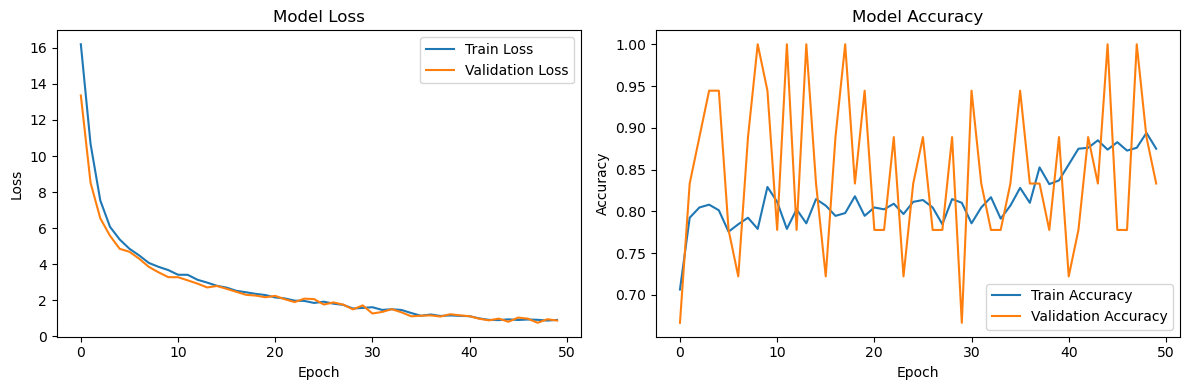 Model Loss
16
14
12
10
8
6
4
2
0
Loss
Train Loss
Validation Loss
0 10 20 30 40 50
Epoch
Model Accuracy
1.00
0.95
0.90
0.85
0.80
0.75
0.70
Accuracy
Train Accuracy
Validation Accuracy
0 10 20 30 40 50
Epoch